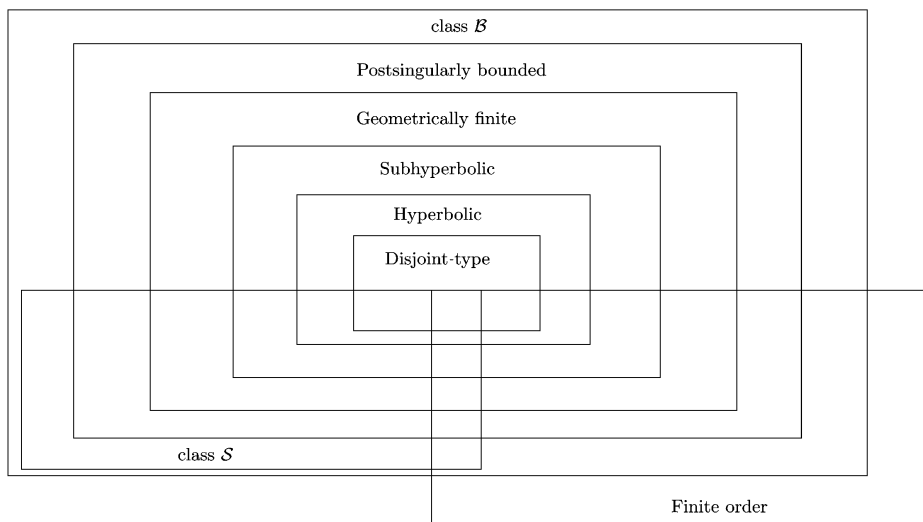 class ℬ
Postsingularly bounded
Geometrically finite
Subhyperbolic
Hyperbolic
Disjoint-type
class 𝒮
Finite order